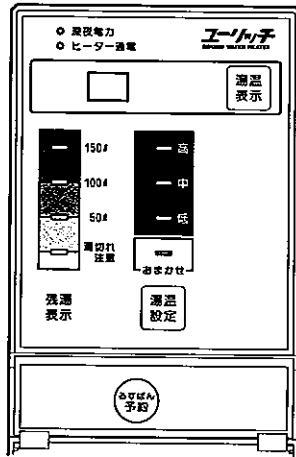 深夜電力
ヒーター通電
ユーリッチ
湯温
表示
150ℓ
100ℓ
50ℓ
湯切れ
注意
高
中
低
おまかせ
残湯
表示
湯温
設定
るすばん
予約